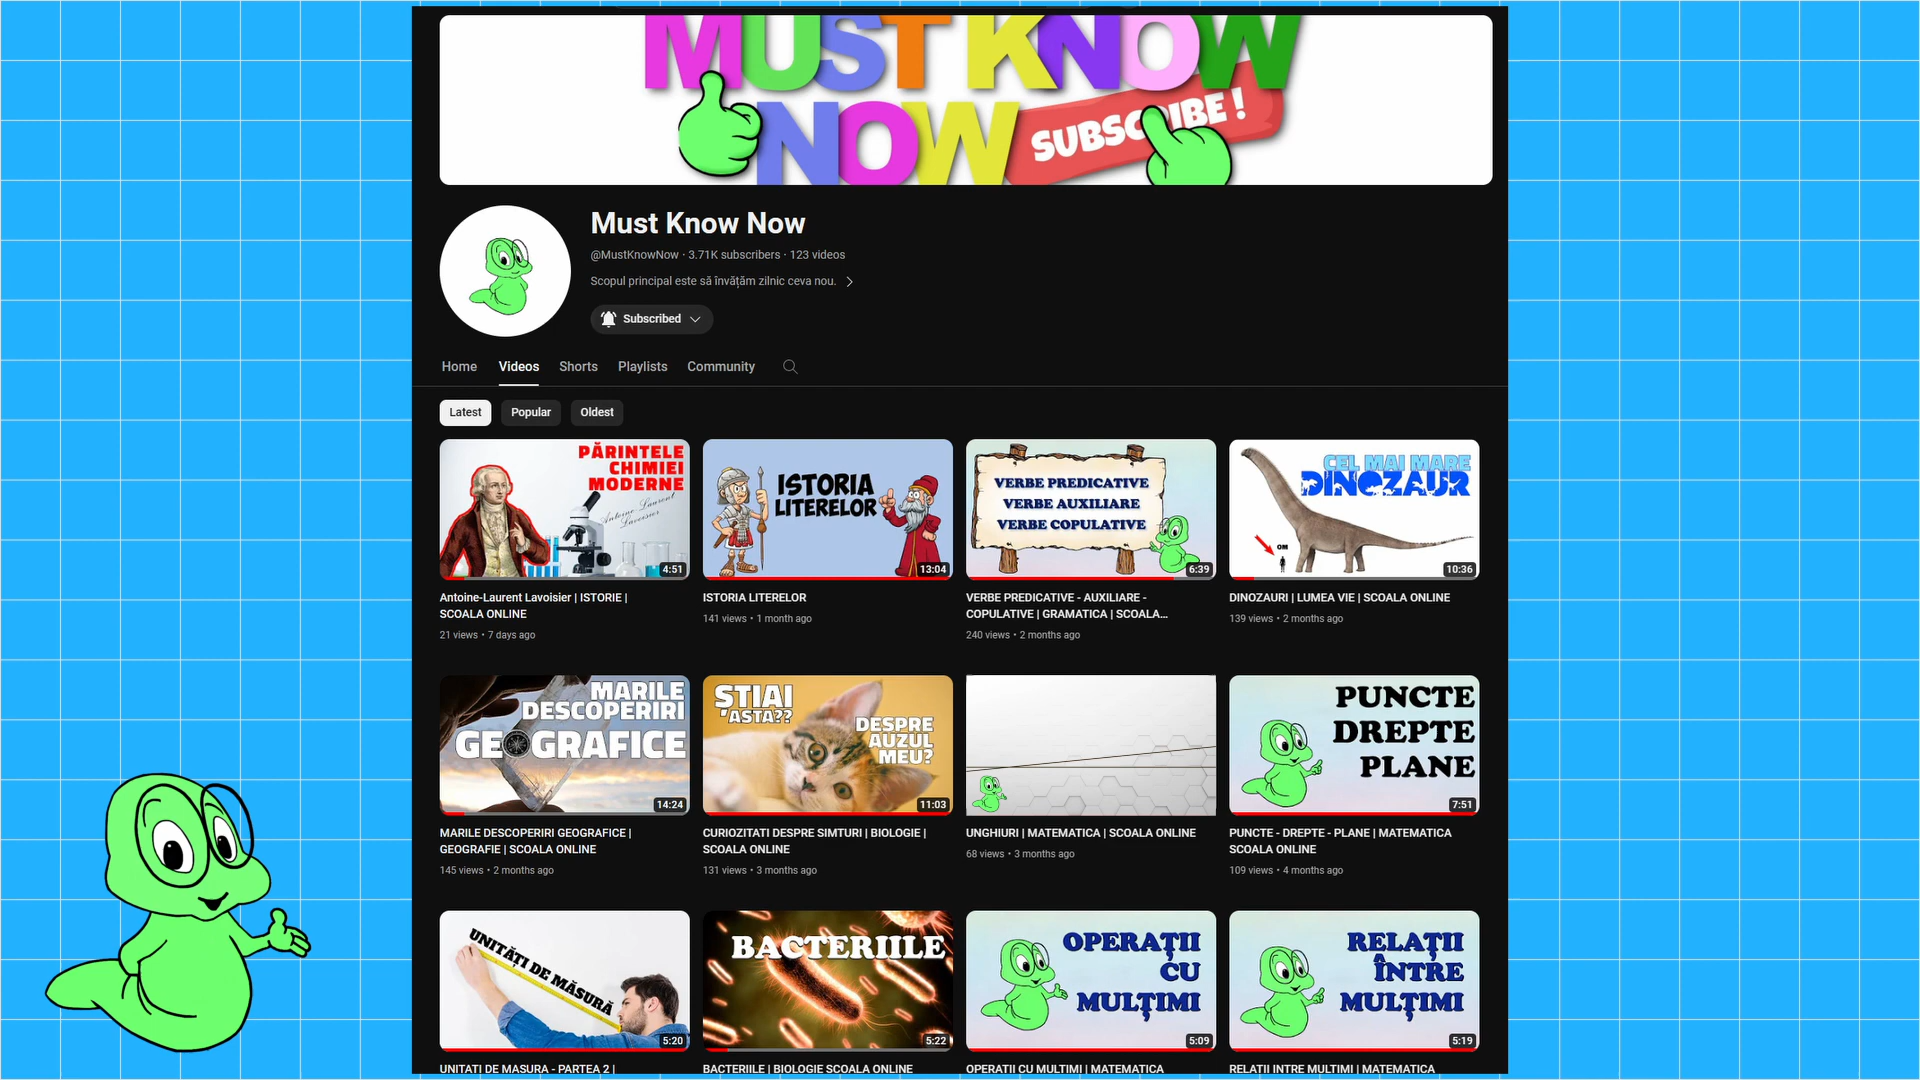 MUST KNOW
NOW
SUBSCRIBE !
Must Know Now
@MustKnowNow · 3.71K subscribers · 123 videos
Scopul principal este să învățăm zilnic ceva nou.
Subscribed
Home Videos Shorts Playlists Community
Latest Popular Oldest
PĂRINTELE
CHIMIEI
MODERNE
Antoine Laurent
Lavoisier
4:51
Antoine-Laurent Lavoisier | ISTORIE |
SCOALA ONLINE
21 views • 7 days ago
ISTORIA
LITERELOR
13:04
ISTORIA LITERELOR
141 views • 1 month ago
VERBE PREDICATIVE
VERBE AUXILIARE
VERBE COPULATIVE
6:39
VERBE PREDICATIVE - AUXILIARE -
COPULATIVE | GRAMATICA | SCOALA...
240 views • 2 months ago
CEL MAI MARE
DINOZAUR
OM
10:36
DINOZAURI | LUMEA VIE | SCOALA ONLINE
139 views • 2 months ago
MARILE
DESCOPERIRI
GEOGRAFICE
14:24
MARILE DESCOPERIRI GEOGRAFICE |
GEOGRAFIE | SCOALA ONLINE
145 views • 2 months ago
ȘTIAI
'ASTA??
DESPRE
AUZUL
MEU?
11:03
CURIOZITATI DESPRE SIMTURI | BIOLOGIE |
SCOALA ONLINE
131 views • 3 months ago
UNGHIURI | MATEMATICA | SCOALA ONLINE
68 views • 3 months ago
PUNCTE
DREPTE
PLANE
7:51
PUNCTE - DREPTE - PLANE | MATEMATICA
SCOALA ONLINE
109 views • 4 months ago
UNITĂȚI DE MĂSURĂ
5:20
UNITATI DE MASURA - PARTEA 2 |
BACTERIILE
5:22
BACTERIILE | BIOLOGIE SCOALA ONLINE
OPERAȚII
CU
MULȚIMI
5:09
OPERATII CU MULTIMI | MATEMATICA
RELAȚII
ÎNTRE
MULȚIMI
5:19
RELATII INTRE MULTIMI | MATEMATICA